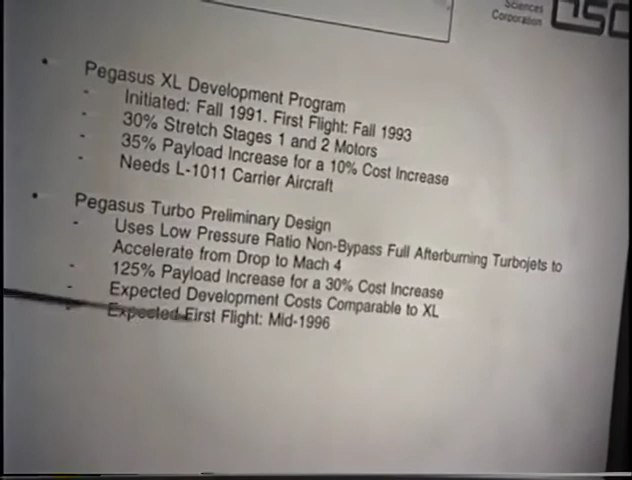 Sciences
Corporation
OSC
• Pegasus XL Development Program
- Initiated: Fall 1991. First Flight: Fall 1993
- 30% Stretch Stages 1 and 2 Motors
- 35% Payload Increase for a 10% Cost Increase
- Needs L-1011 Carrier Aircraft
• Pegasus Turbo Preliminary Design
- Uses Low Pressure Ratio Non-Bypass Full Afterburning Turbojets to
Accelerate from Drop to Mach 4
- 125% Payload Increase for a 30% Cost Increase
- Expected Development Costs Comparable to XL
- Expected First Flight: Mid-1996